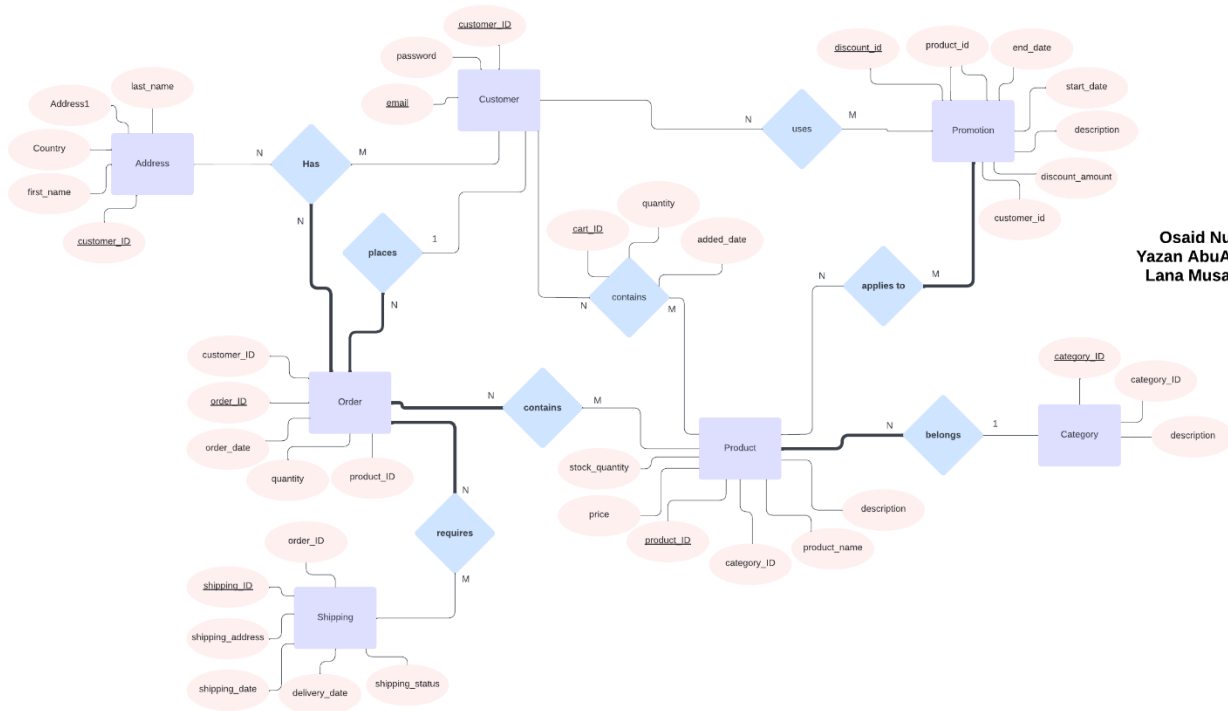 customer_ID
discount_id
product_id
end_date
password
last_name
start_date
Address1
email
Customer
N
uses
M
Promotion
description
Country
Address
N
Has
M
discount_amount
first_name
quantity
customer_id
N
cart_ID
added_date
customer_ID
places
1
Osaid Nu
Yazan AbuA
Lana Musa
N
applies to
M
contains
N
M
N
customer_ID
category_ID
category_ID
order_ID
Order
N
contains
M
order_date
N
belongs
1
Category
description
Product
quantity
product_ID
stock_quantity
N
price
description
requires
product_ID
product_name
order_ID
category_ID
M
shipping_ID
Shipping
shipping_address
shipping_date
delivery_date
shipping_status